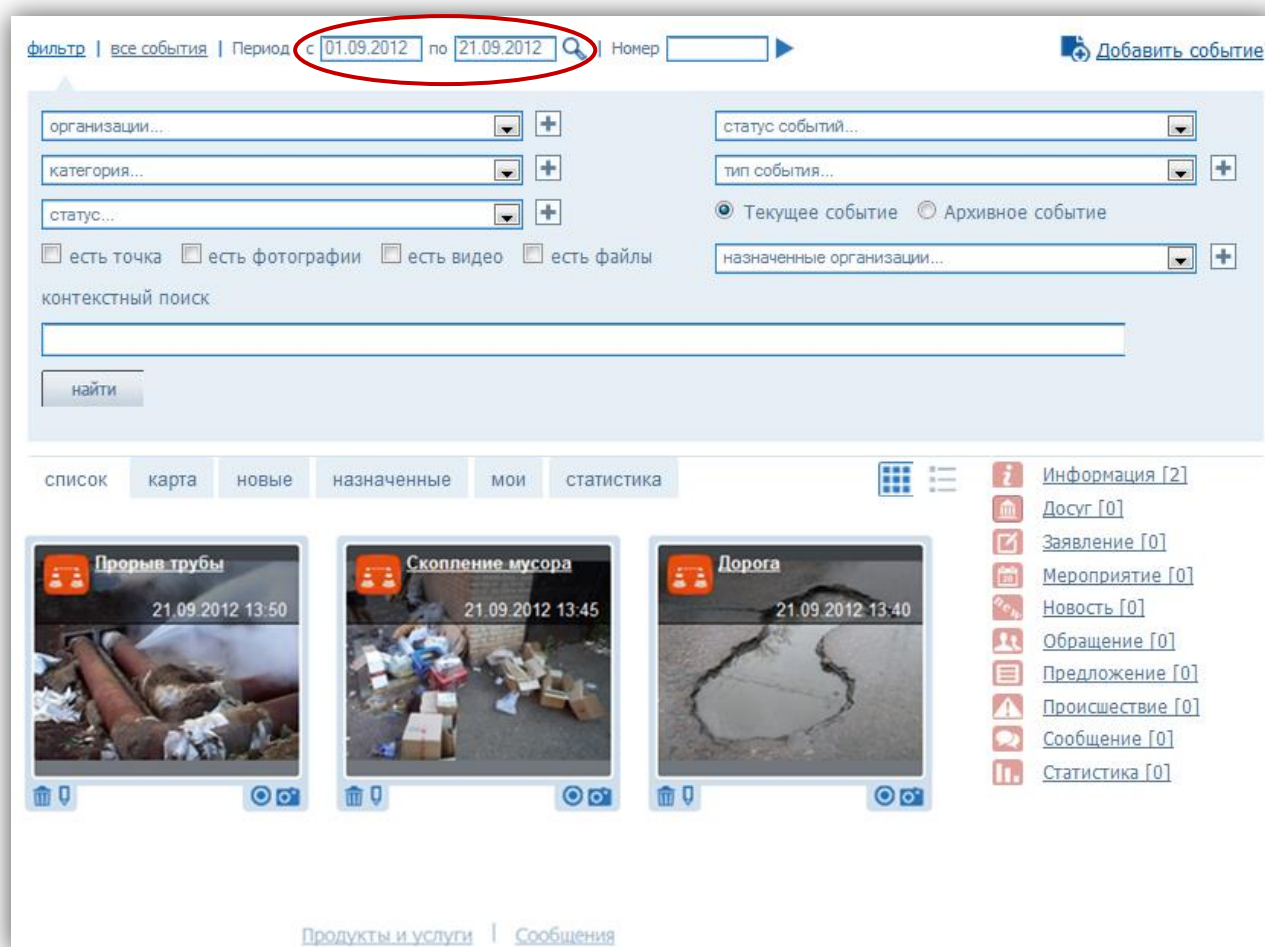 фильтр | все события | Период с 01.09.2012 по 21.09.2012 | Номер Добавить событие
организации... статус событий...
категория... тип события...
статус... Текущее событие Архивное событие
есть точка есть фотографии есть видео есть файлы назначенные организации...
контекстный поиск
найти
список карта новые назначенные мои статистика
Информация [2]
Досуг [0]
Заявление [0]
Мероприятие [0]
Новость [0]
Обращение [0]
Предложение [0]
Происшествие [0]
Сообщение [0]
Статистика [0]
Прорыв трубы
21.09.2012 13:50
Скопление мусора
21.09.2012 13:45
Дорога
21.09.2012 13:40
Продукты и услуги | Сообщения